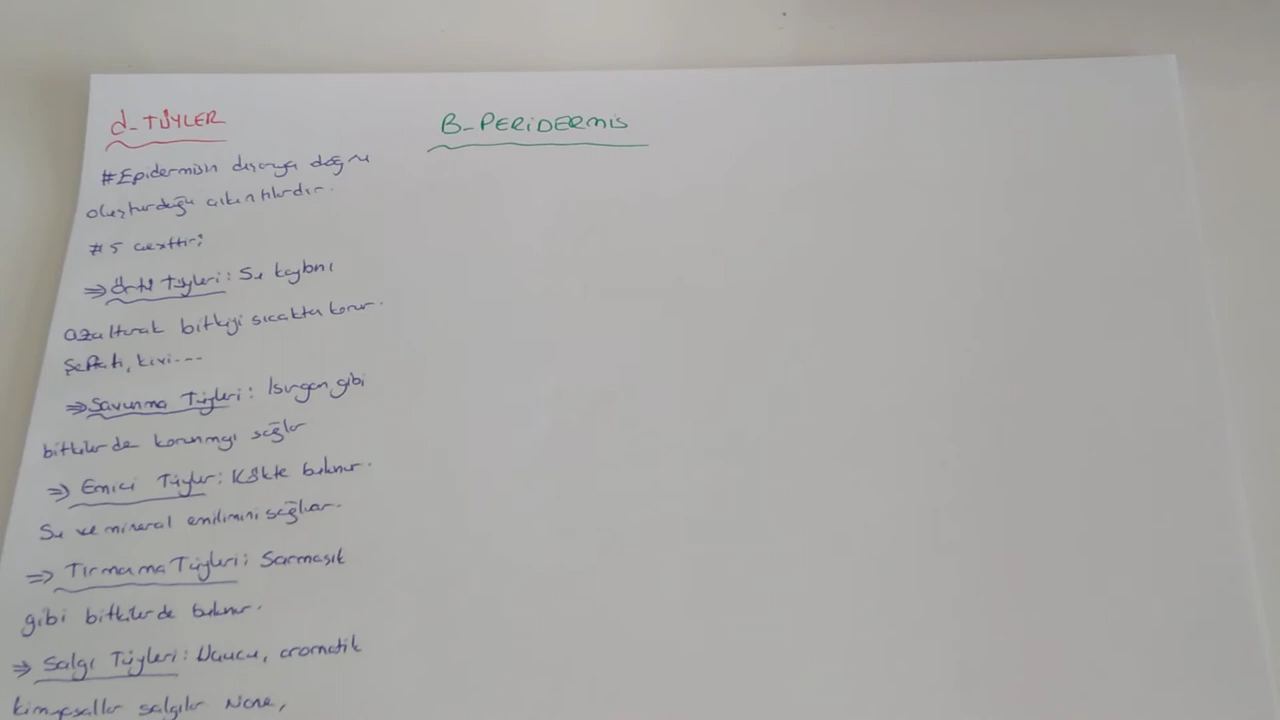 d- TÜYLER
#Epidermisin dışarıya doğru
oluşturduğu çıkıntılardır.
# 5 çeşittir;
⇒ Örtü Tüyleri: Su kaybını
azaltarak bitkiyi sıcaktan korur.
Şeftali, kivi---
⇒ Savunma Tüyleri: Isırgan gibi
bitkilerde korunmayı sağlar
⇒ Emici Tüyler: Kökte bulunur.
Su ve mineral emilimini sağlar.
⇒ Tırmanma Tüyleri: Sarmaşık
gibi bitkilerde bulunur.
⇒ Salgı Tüyleri: Uçucu, aromatik
kimyasallar salgılar Nane,
B- PERİDERMİS